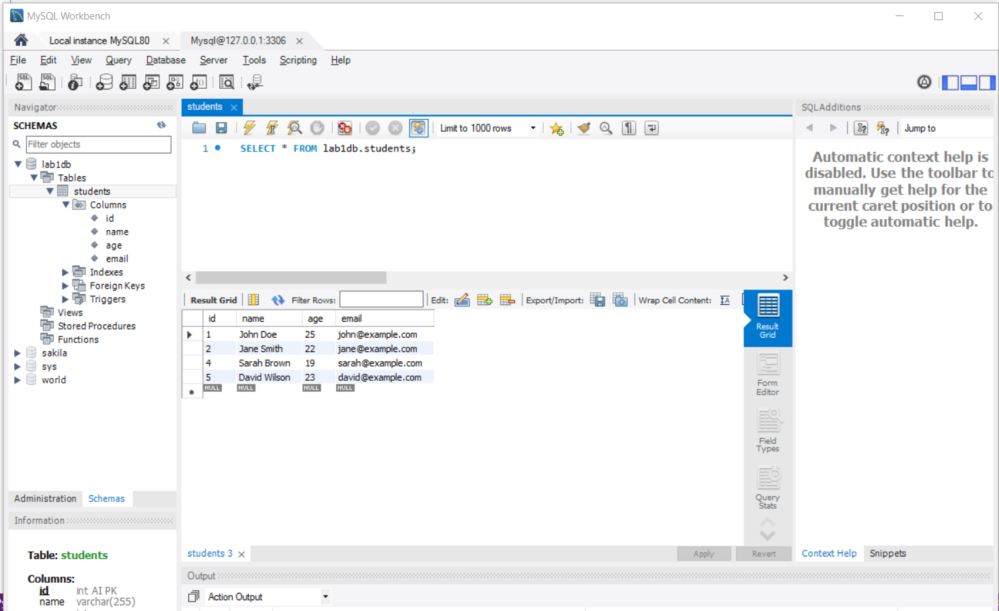 MySQL Workbench
Local instance MySQL80
Mysql@127.0.0.1:3306
File Edit View Query Database Server Tools Scripting Help
Navigator
SCHEMAS
Filter objects
lab1db
Tables
students
Columns
id
name
age
email
Indexes
Foreign Keys
Triggers
Views
Stored Procedures
Functions
sakila
sys
world
Administration Schemas
Information
Table: students
Columns:
id int AI PK
name varchar(255)
students
Limit to 1000 rows
1 SELECT * FROM lab1db.students;
Result Grid Filter Rows: Edit: Export/Import: Wrap Cell Content:
id name age email
1 John Doe 25 john@example.com
2 Jane Smith 22 jane@example.com
4 Sarah Brown 19 sarah@example.com
5 David Wilson 23 david@example.com
NULL NULL NULL NULL
Result
Grid
Form
Editor
Field
Types
Query
Stats
students 3
Apply Revert
Output
Action Output
SQLAdditions
Jump to
Automatic context help is
disabled. Use the toolbar to
manually get help for the
current caret position or to
toggle automatic help.
Context Help Snippets